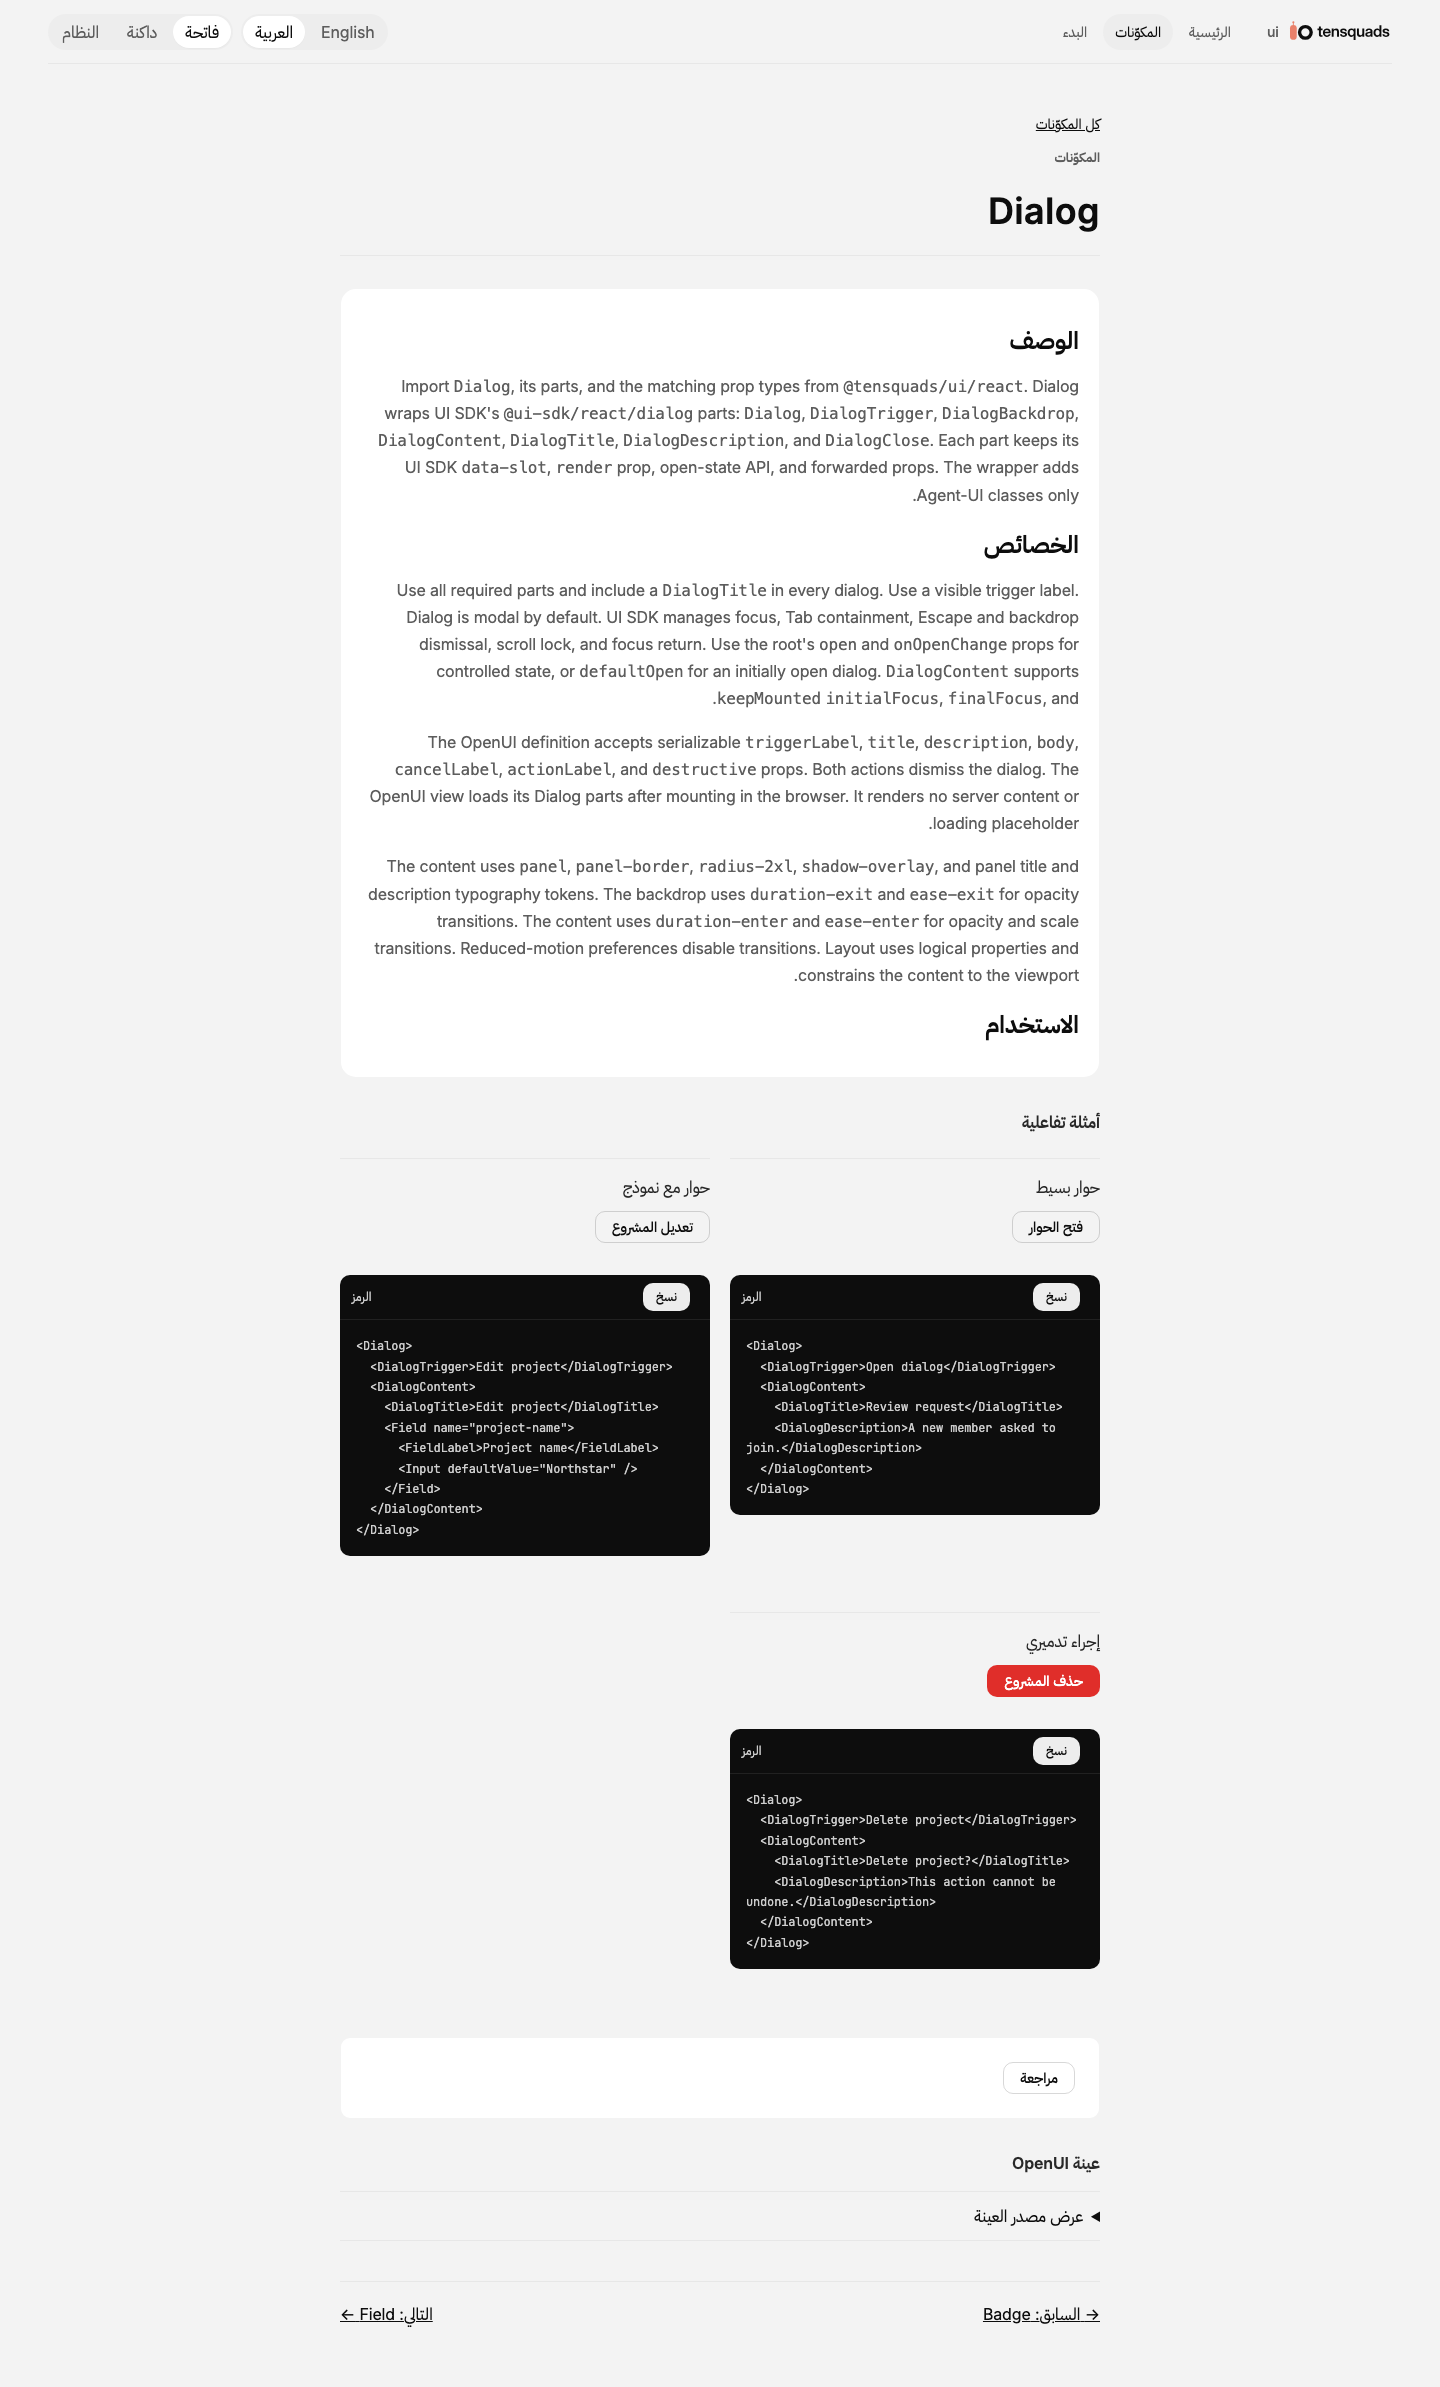 tensquads ui
الرئيسية
المكوّنات
البدء
English
العربية
فاتحة
داكنة
النظام
كل المكوّنات
المكوّنات
Dialog
الوصف
Import Dialog, its parts, and the matching prop types from @tensquads/ui/react. Dialog
wraps UI SDK's @ui-sdk/react/dialog parts: Dialog, DialogTrigger, DialogBackdrop,
DialogContent, DialogTitle, DialogDescription, and DialogClose. Each part keeps its
UI SDK data-slot, render prop, open-state API, and forwarded props. The wrapper adds
Agent-UI classes only.
الخصائص
Use all required parts and include a DialogTitle in every dialog. Use a visible trigger label.
Dialog is modal by default. UI SDK manages focus, Tab containment, Escape and backdrop
dismissal, scroll lock, and focus return. Use the root's open and onOpenChange props for
controlled state, or defaultOpen for an initially open dialog. DialogContent supports
keepMounted initialFocus, finalFocus, and.
The OpenUI definition accepts serializable triggerLabel, title, description, body,
cancelLabel, actionLabel, and destructive props. Both actions dismiss the dialog. The
OpenUI view loads its Dialog parts after mounting in the browser. It renders no server content or
loading placeholder.
The content uses panel, panel-border, radius-2xl, shadow-overlay, and panel title and
description typography tokens. The backdrop uses duration-exit and ease-exit for opacity
transitions. The content uses duration-enter and ease-enter for opacity and scale
transitions. Reduced-motion preferences disable transitions. Layout uses logical properties and
constrains the content to the viewport.
الاستخدام
أمثلة تفاعلية
حوار بسيط
فتح الحوار
نسخ
الرمز
<Dialog>
  <DialogTrigger>Open dialog</DialogTrigger>
  <DialogContent>
    <DialogTitle>Review request</DialogTitle>
    <DialogDescription>A new member asked to
join.</DialogDescription>
  </DialogContent>
</Dialog>
حوار مع نموذج
تعديل المشروع
نسخ
الرمز
<Dialog>
  <DialogTrigger>Edit project</DialogTrigger>
  <DialogContent>
    <DialogTitle>Edit project</DialogTitle>
    <Field name="project-name">
      <FieldLabel>Project name</FieldLabel>
      <Input defaultValue="Northstar" />
    </Field>
  </DialogContent>
</Dialog>
إجراء تدميري
حذف المشروع
نسخ
الرمز
<Dialog>
  <DialogTrigger>Delete project</DialogTrigger>
  <DialogContent>
    <DialogTitle>Delete project?</DialogTitle>
    <DialogDescription>This action cannot be
undone.</DialogDescription>
  </DialogContent>
</Dialog>
مراجعة
عينة OpenUI
عرض مصدر العينة
→ السابق: Badge
التالي: Field ←